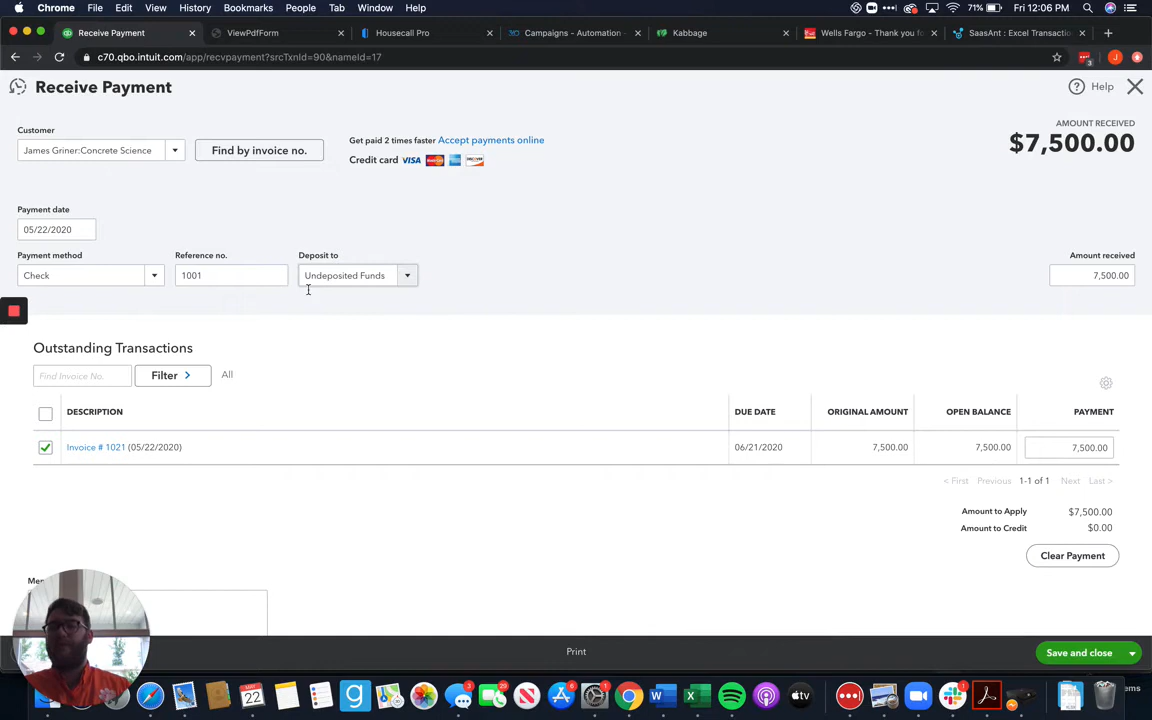 Chrome File Edit View History Bookmarks People Tab Window Help 71% Fri 12:06 PM
Receive Payment ViewPdfForm Housecall Pro Campaigns - Automation - Kabbage Wells Fargo - Thank you fo SaasAnt : Excel Transactio
c70.qbo.intuit.com/app/recvpayment?srcTxnId=90&nameId=17
Receive Payment
Help
Customer
AMOUNT RECEIVED
James Griner:Concrete Science
Find by invoice no.
Get paid 2 times faster Accept payments online
$7,500.00
Credit card VISA
Payment date
05/22/2020
Payment method Reference no. Deposit to Amount received
Check 1001 Undeposited Funds 7,500.00
Outstanding Transactions
Find Invoice No. Filter > All
DESCRIPTION DUE DATE ORIGINAL AMOUNT OPEN BALANCE PAYMENT
Invoice # 1021 (05/22/2020) 06/21/2020 7,500.00 7,500.00 7,500.00
< First Previous 1-1 of 1 Next Last >
Amount to Apply $7,500.00
Amount to Credit $0.00
Clear Payment
Print
Save and close